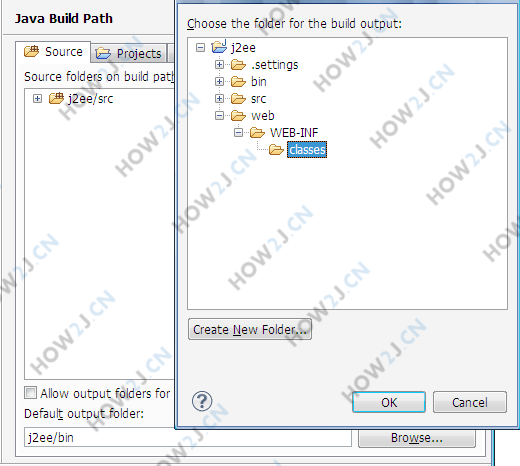 Java Build Path
Source
Projects
Source folders on build pat
j2ee/src
Allow output folders for
Default output folder:
j2ee/bin
Browse...
Choose the folder for the build output:
j2ee
.settings
bin
src
web
WEB-INF
classes
Create New Folder...
?
OK
Cancel
HOW2J.CN
HOW2J.CN
HOW2J.CN
HOW2J.CN
HOW2J.CN
HOW2J.CN
HOW2J.CN
HOW2J.CN
HOW2J.CN
HOW2J.CN